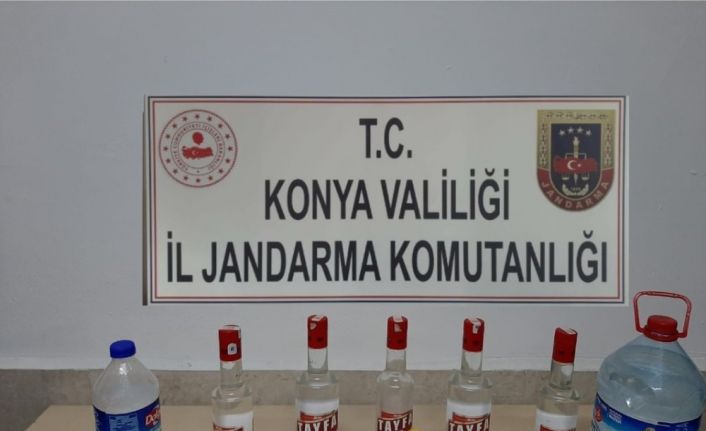 T.C.
KONYA VALİLİĞİ
İL JANDARMA KOMUTANLIĞI
JANDARMA
TAYFA
TAYFA
TAYFA